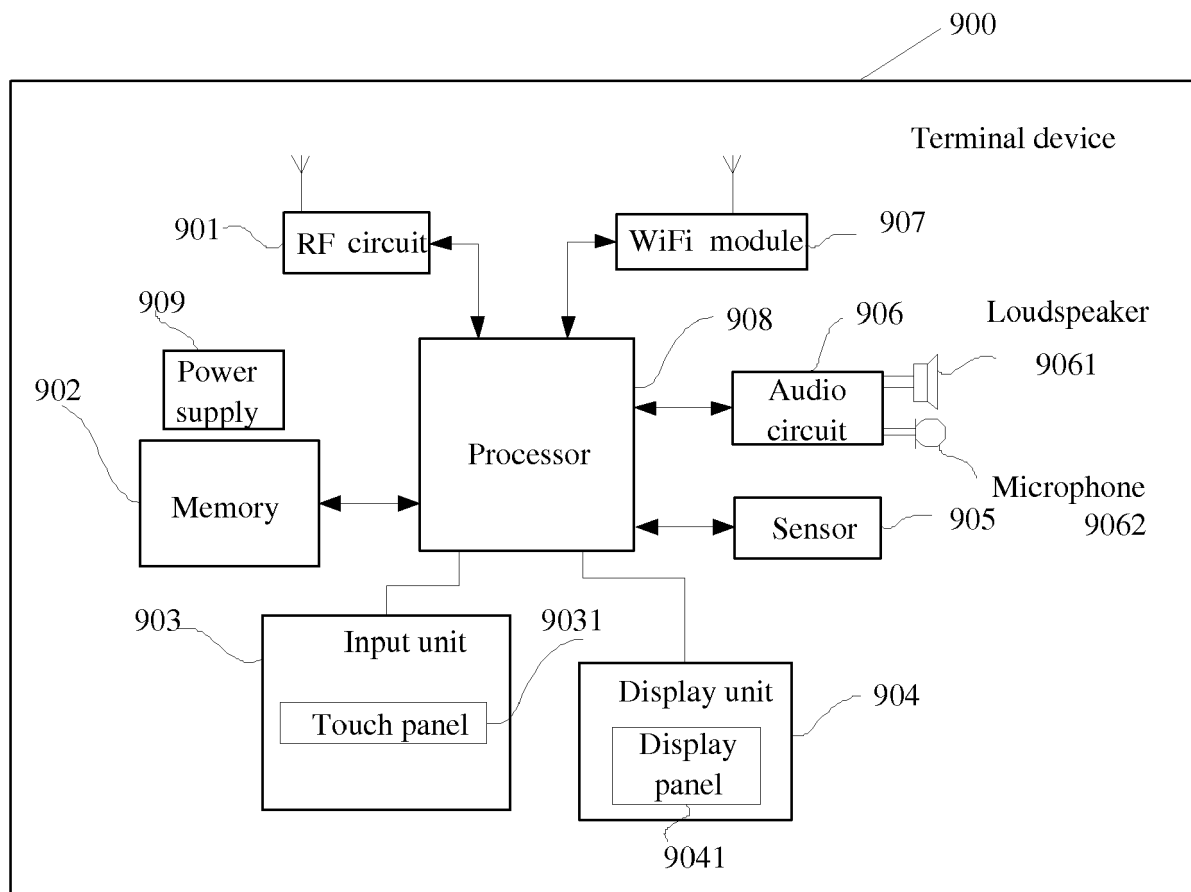 900
Terminal device
901
RF circuit
WiFi module
907
909
Power
supply
902
Memory
908
Processor
906
Audio
circuit
Loudspeaker
9061
Microphone
9062
905
Sensor
903
Input unit
9031
Touch panel
Display unit
904
Display
panel
9041